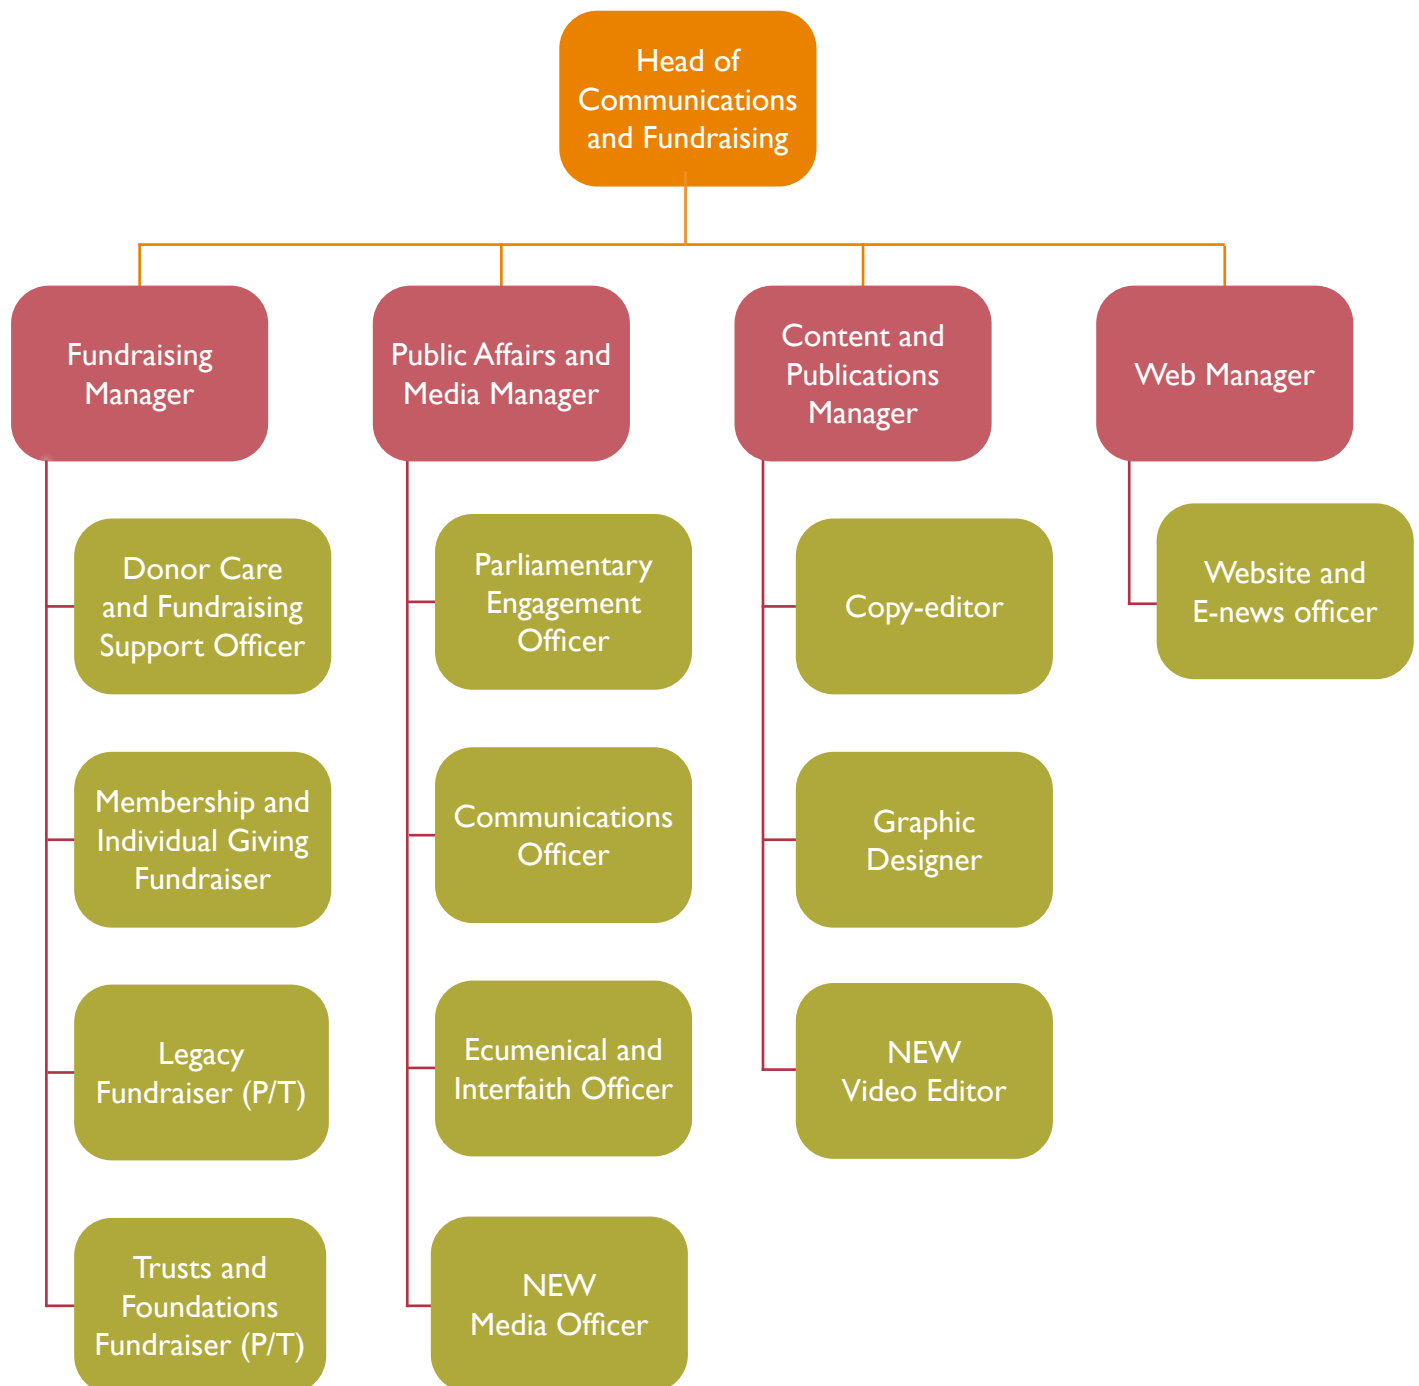 Head of
Communications
and Fundraising
Fundraising
Manager
Public Affairs and
Media Manager
Content and
Publications
Manager
Web Manager
Donor Care
and Fundraising
Support Officer
Membership and
Individual Giving
Fundraiser
Legacy
Fundraiser (P/T)
Trusts and
Foundations
Fundraiser (P/T)
Parliamentary
Engagement
Officer
Communications
Officer
Ecumenical and
Interfaith Officer
NEW
Media Officer
Copy-editor
Graphic
Designer
NEW
Video Editor
Website and
E-news officer